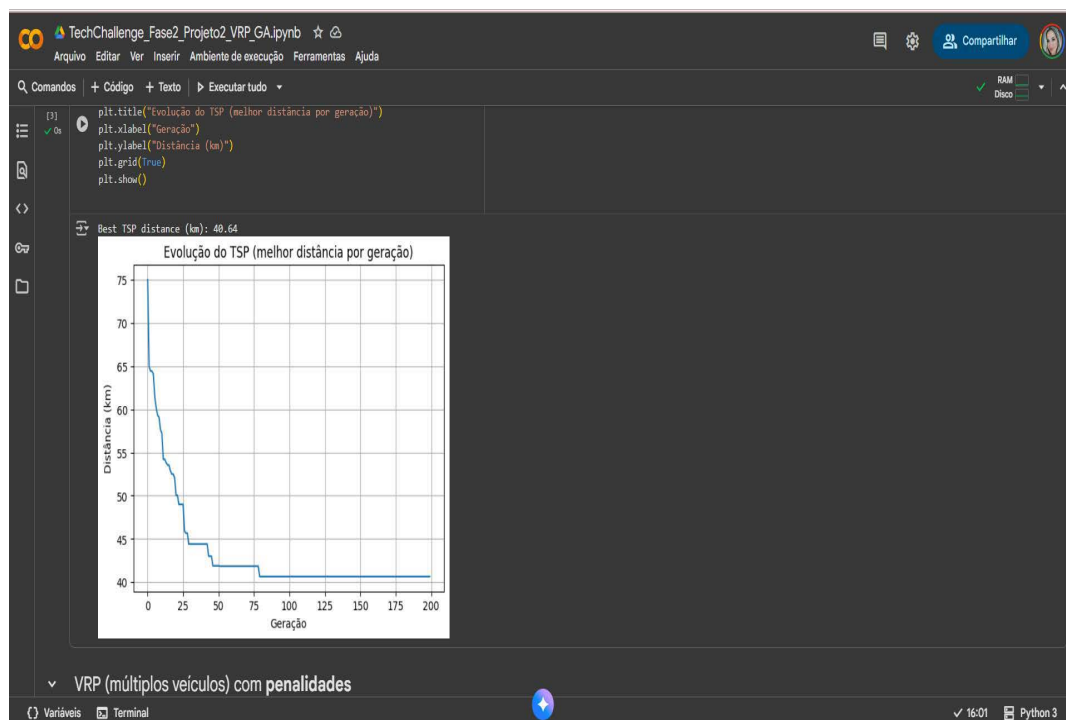 TechChallenge_Fase2_Projeto2_VRP_GA.ipynb
Compartilhar
Arquivo Editar Ver Inserir Ambiente de execução Ferramentas Ajuda
Comandos + Código + Texto Executar tudo
RAM
Disco
[3]
0s
plt.title("Evolução do TSP (melhor distância por geração)")
plt.xlabel("Geração")
plt.ylabel("Distância (km)")
plt.grid(True)
plt.show()
Best TSP distance (km): 40.64
Evolução do TSP (melhor distância por geração)
Distância (km)
75
70
65
60
55
50
45
40
0 25 50 75 100 125 150 175 200
Geração
VRP (múltiplos veículos) com penalidades
{} Variáveis Terminal
16:01 Python 3